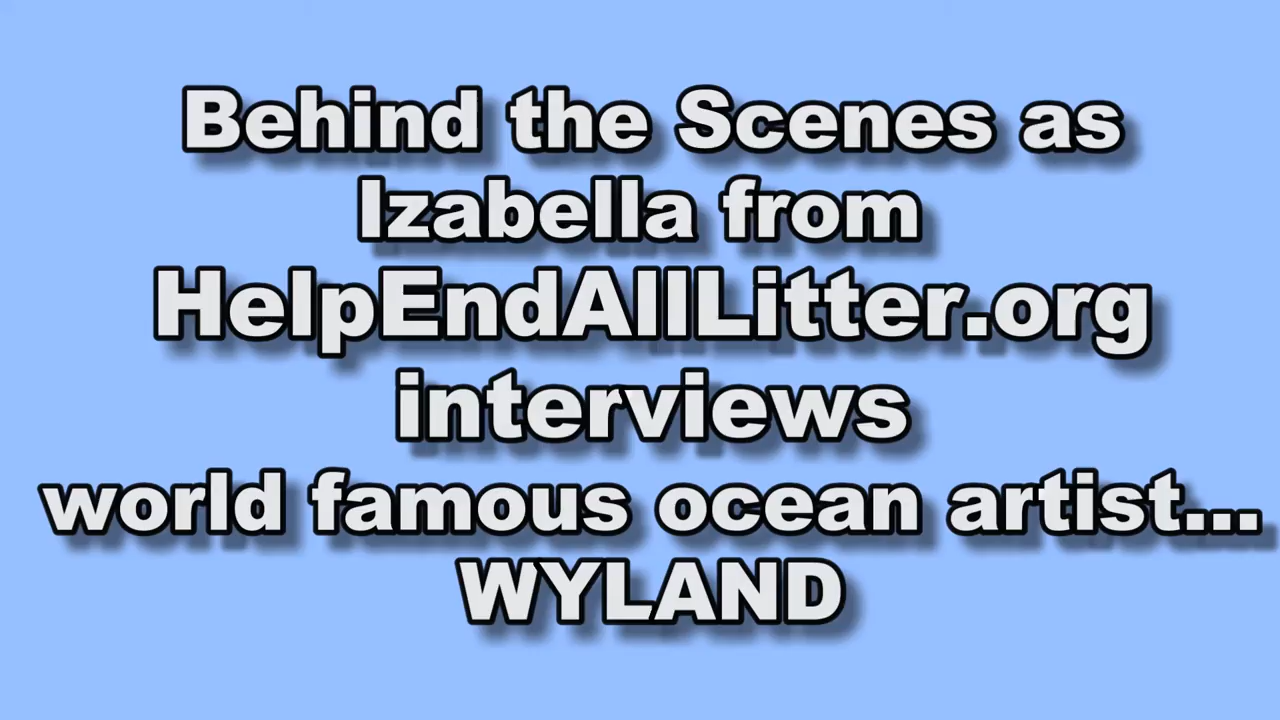 Behind the Scenes as
Izabella from
HelpEndAllLitter.org
interviews
world famous ocean artist...
WYLAND